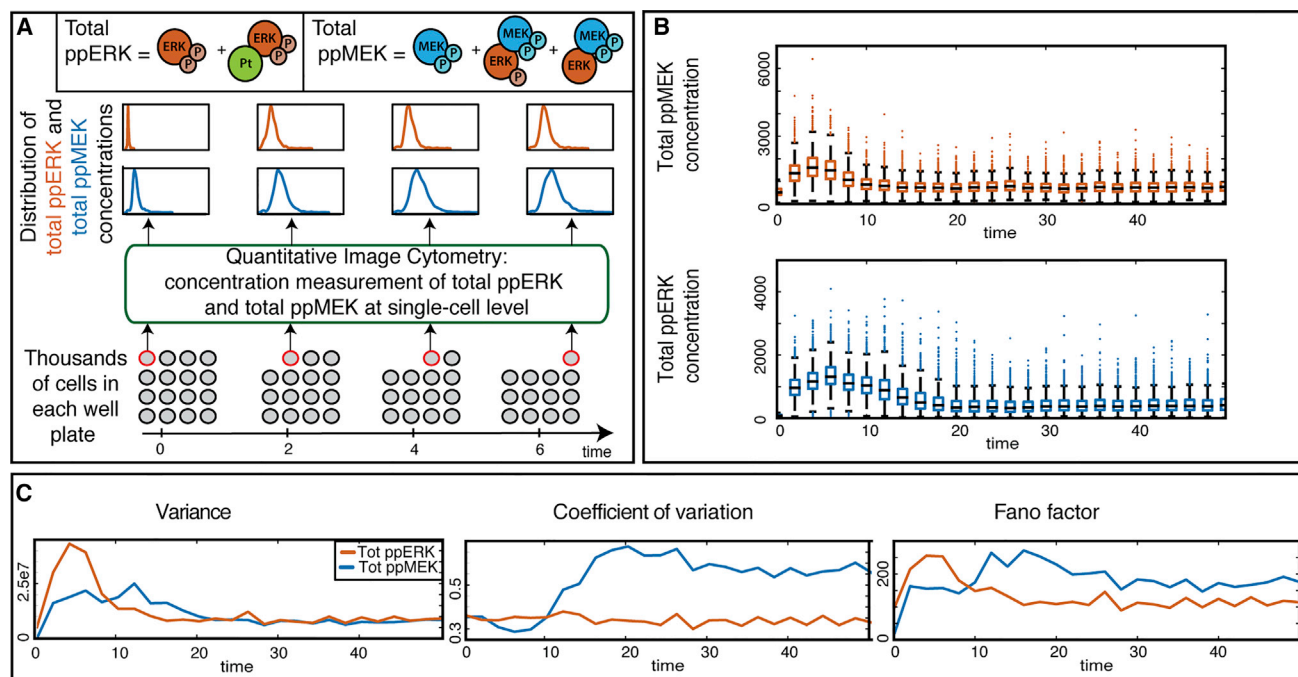 A
Total
ppERK =
ERK
P
P
+
ERK
Pt
P
P
Total
ppMEK =
MEK
P
P
+
MEK
P
P
ERK
P
+
MEK
P
P
ERK
Distribution of
total ppERK and
total ppMEK
concentrations
Quantitative Image Cytometry:
concentration measurement of total ppERK
and total ppMEK at single-cell level
Thousands
of cells in
each well
plate
0 2 4 6 time
B
Total ppMEK
concentration
6000
3000
0
0 10 20 30 40
time
Total ppERK
concentration
4000
2000
0
0 10 20 30 40
time
C
Variance
2.5e7
0
Tot ppERK
Tot ppMEK
0 10 20 40
time
Coefficient of variation
0.5
0.3
0 10 20 40
time
Fano factor
200
0
0 10 20 40
time